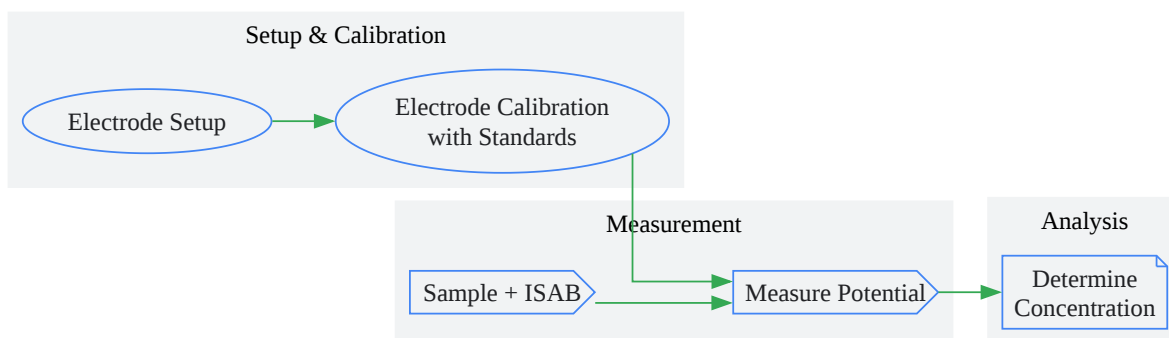 Setup & Calibration
Electrode Setup
Electrode Calibration
with Standards
Measurement
Sample + ISAB
Measure Potential
Analysis
Determine
Concentration